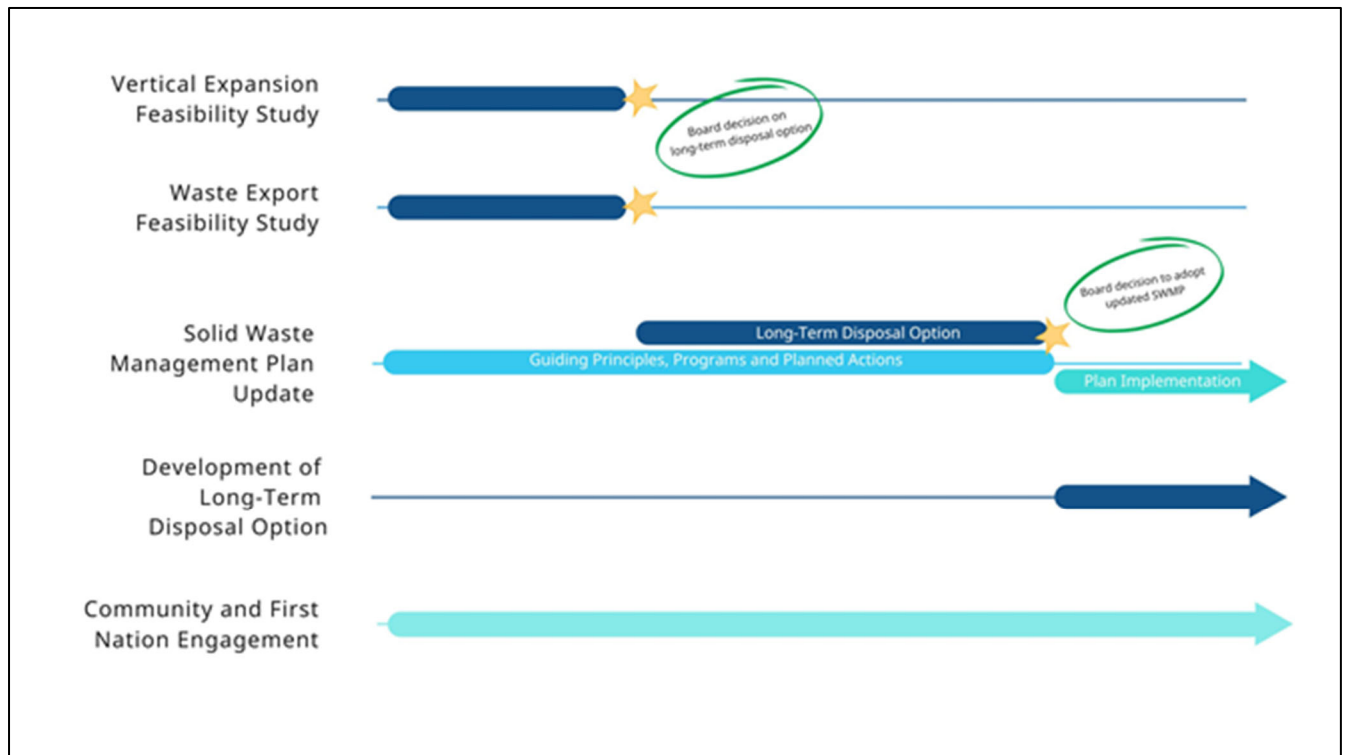 Vertical Expansion
Feasibility Study
Board decision on
long-term disposal option
Waste Export
Feasibility Study
Board decision to adopt
updated SWMP
Solid Waste
Management Plan
Update
Long-Term Disposal Option
Guiding Principles, Programs and Planned Actions
Plan Implementation
Development of
Long-Term
Disposal Option
Community and First
Nation Engagement